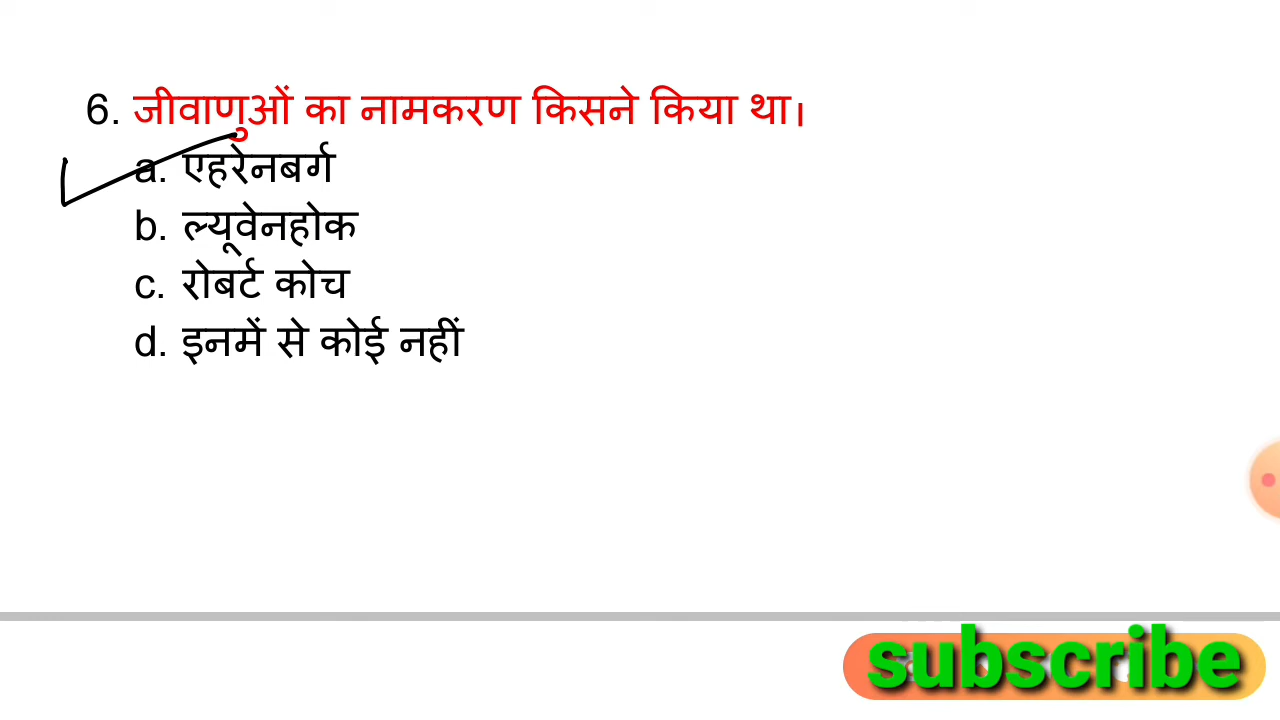 6. जीवाणुओं का नामकरण किसने किया था।
a. एहरेनबर्ग
b. ल्यूवेनहोक
c. रोबर्ट कोच
d. इनमें से कोई नहीं
subscribe